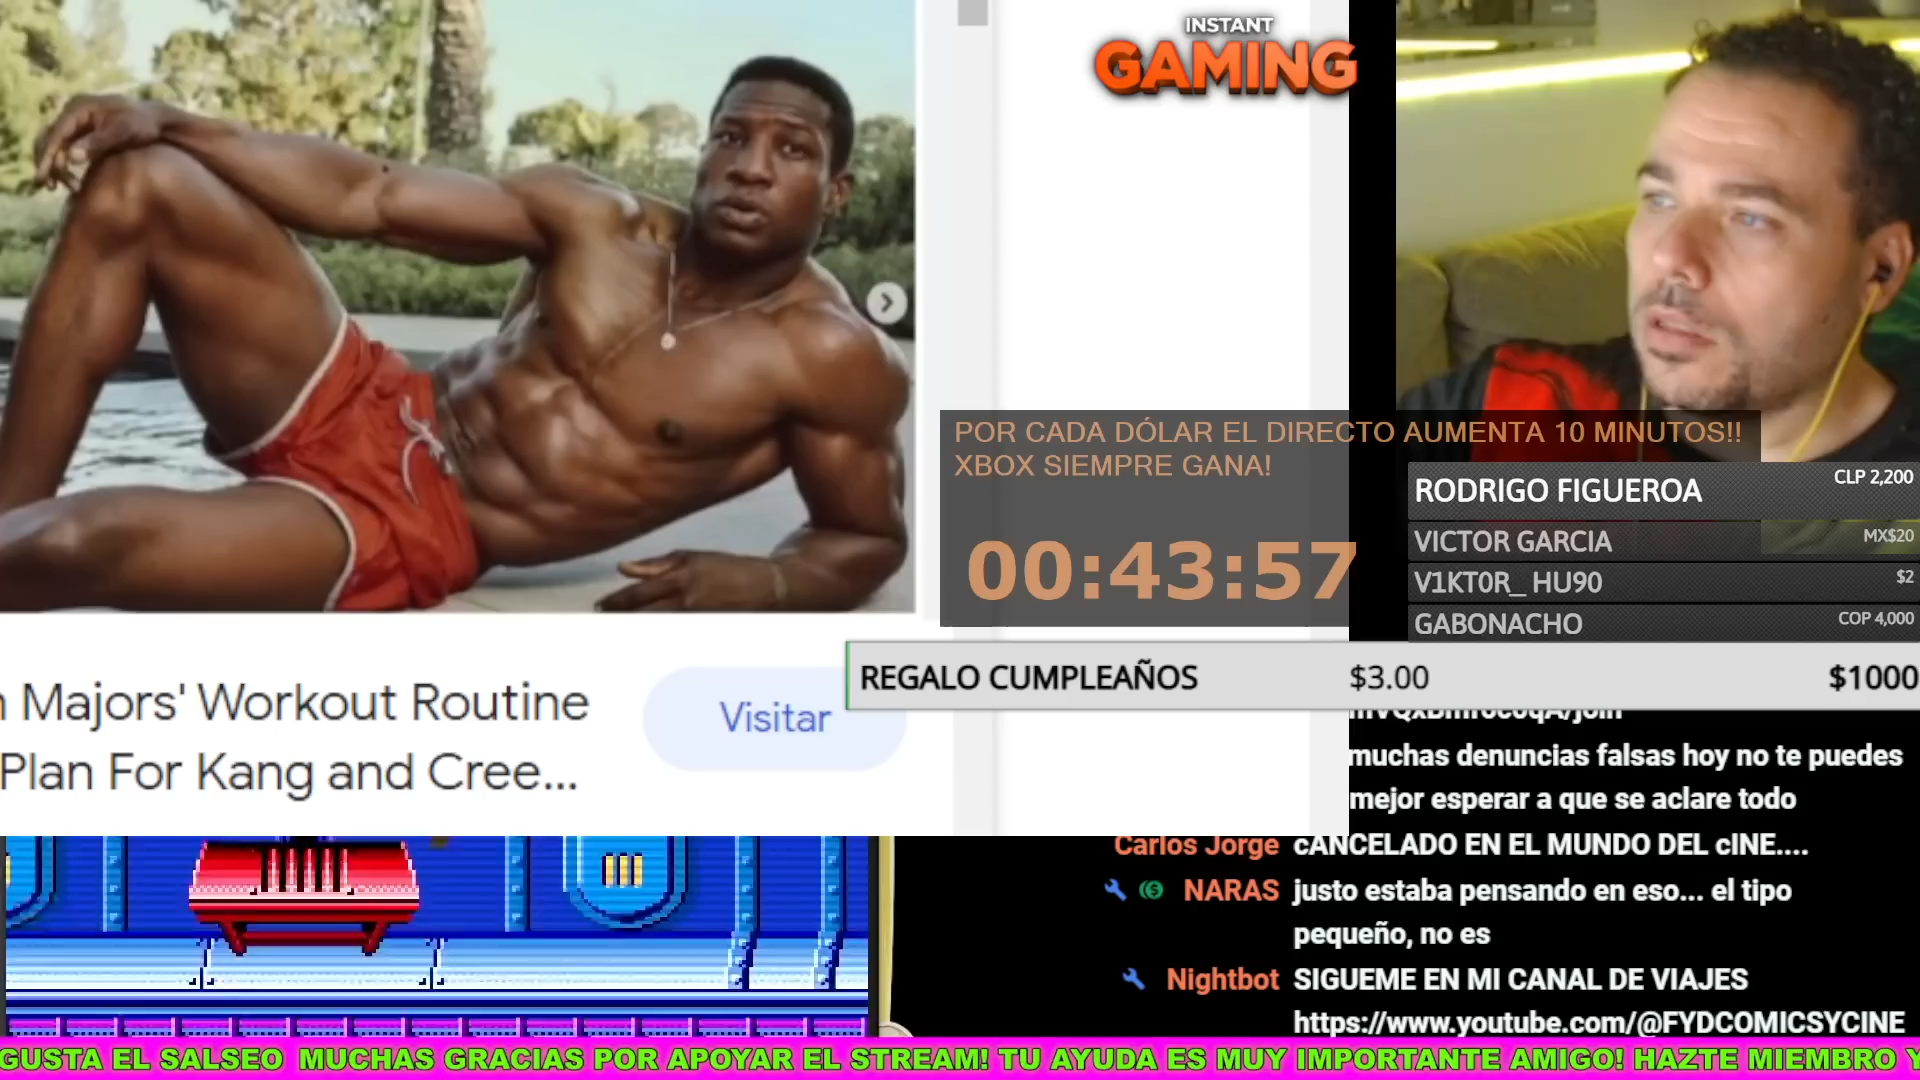 INSTANT
GAMING
POR CADA DÓLAR EL DIRECTO AUMENTA 10 MINUTOS!!
XBOX SIEMPRE GANA!
00:43:57
RODRIGO FIGUEROA CLP 2,200
VICTOR GARCIA MX$20
V1KT0R_ HU90 $2
GABONACHO COP 4,000
REGALO CUMPLEAÑOS $3.00 $1000
Majors' Workout Routine
Plan For Kang and Cree...
Visitar
muchas denuncias falsas hoy no te puedes
mejor esperar a que se aclare todo
Carlos Jorge cANCELADO EN EL MUNDO DEL cINE....
NARAS justo estaba pensando en eso... el tipo
pequeño, no es
Nightbot SIGUEME EN MI CANAL DE VIAJES
https://www.youtube.com/@FYDCOMICSYCINE
GUSTA EL SALSEO MUCHAS GRACIAS POR APOYAR EL STREAM! TU AYUDA ES MUY IMPORTANTE AMIGO! HAZTE MIEMBRO Y